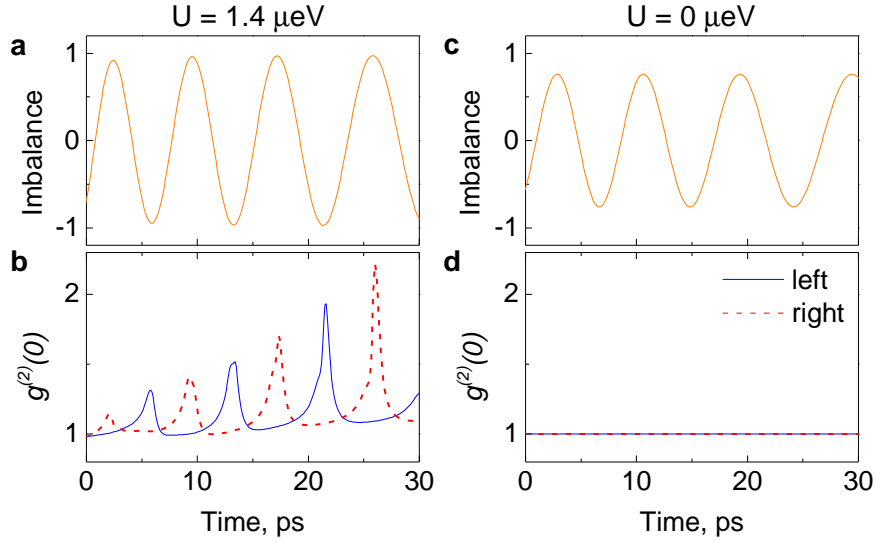 U = 1.4 μeV
U = 0 μeV
a
1
0
-1
Imbalance
c
1
0
-1
Imbalance
b
2
1
g(2)(0)
0
10
20
30
Time, ps
d
left
right
2
1
g(2)(0)
0
10
20
30
Time, ps